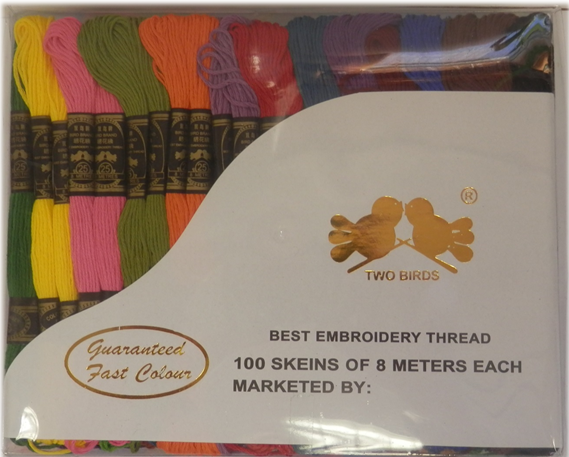 ®
TWO BIRDS
BEST EMBROIDERY THREAD
100 SKEINS OF 8 METERS EACH
MARKETED BY:
Guaranteed
Fast Colour